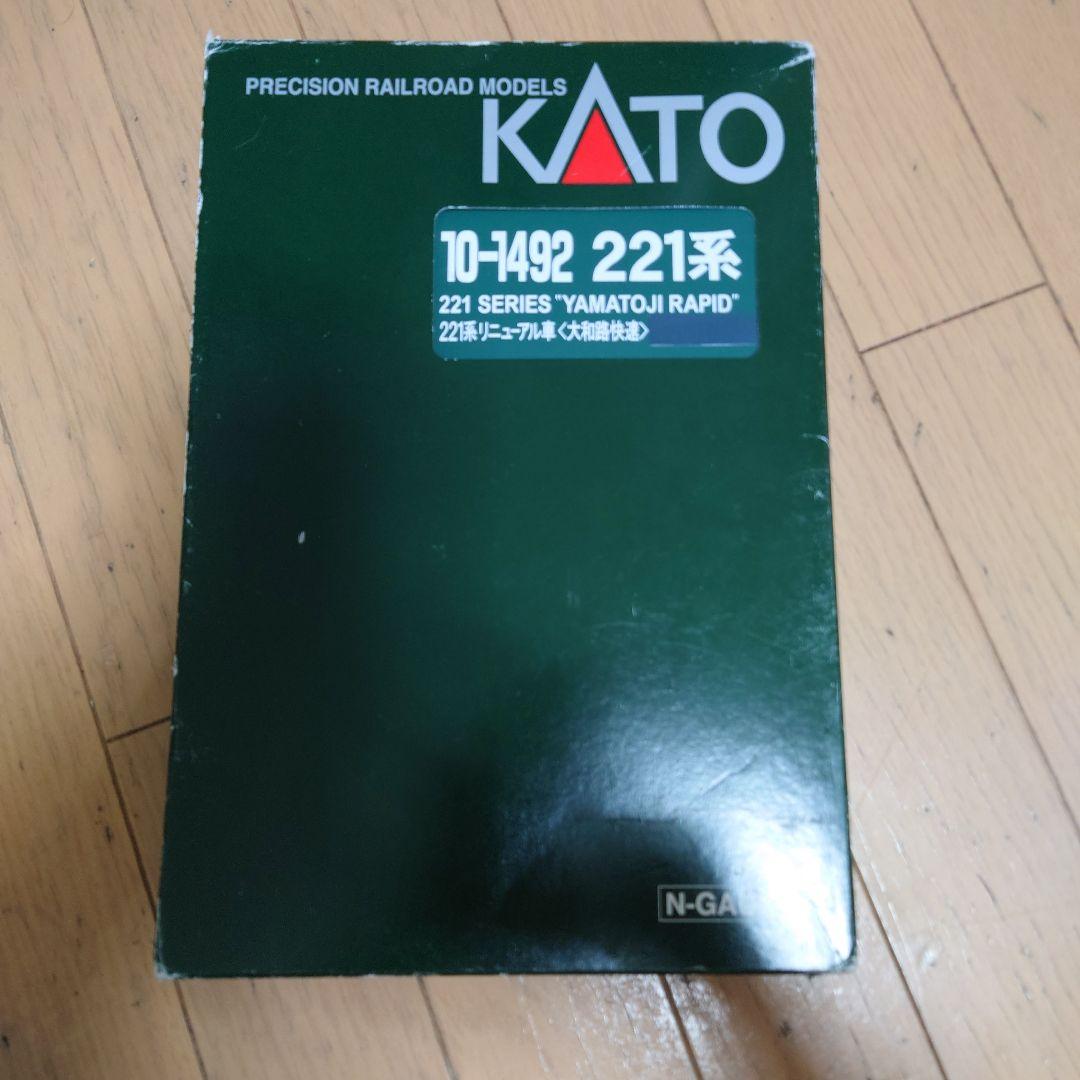 PRECISION RAILROAD MODELS
KATO
10-1492 221系
221 SERIES "YAMATOJI RAPID"
221系リニューアル車〈大和路快速〉